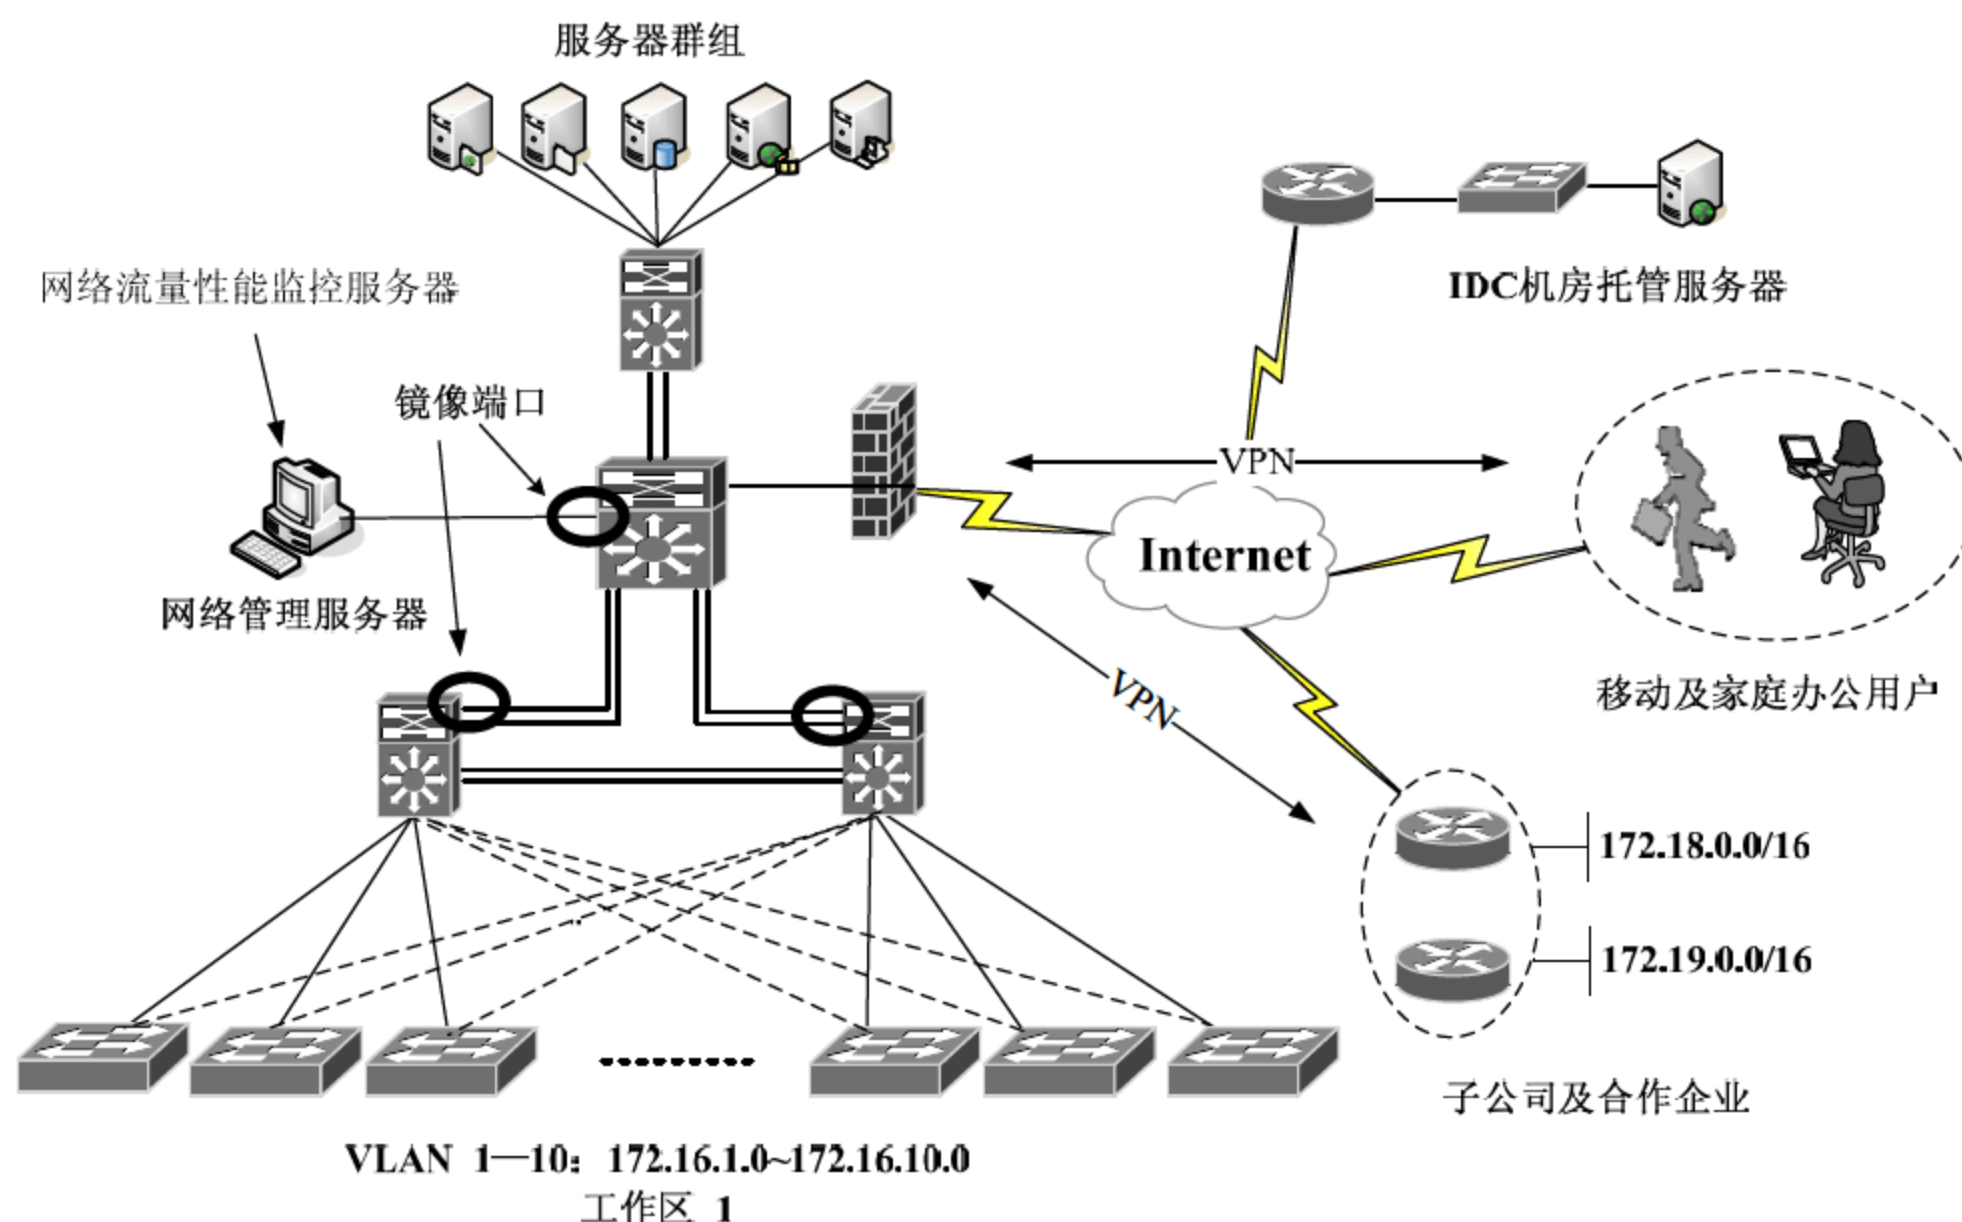 服务器群组
网络流量性能监控服务器
IDC机房托管服务器
镜像端口
VPN
Internet
网络管理服务器
VPN
移动及家庭办公用户
172.18.0.0/16
172.19.0.0/16
子公司及合作企业
VLAN 1—10：172.16.1.0~172.16.10.0
工作区 1